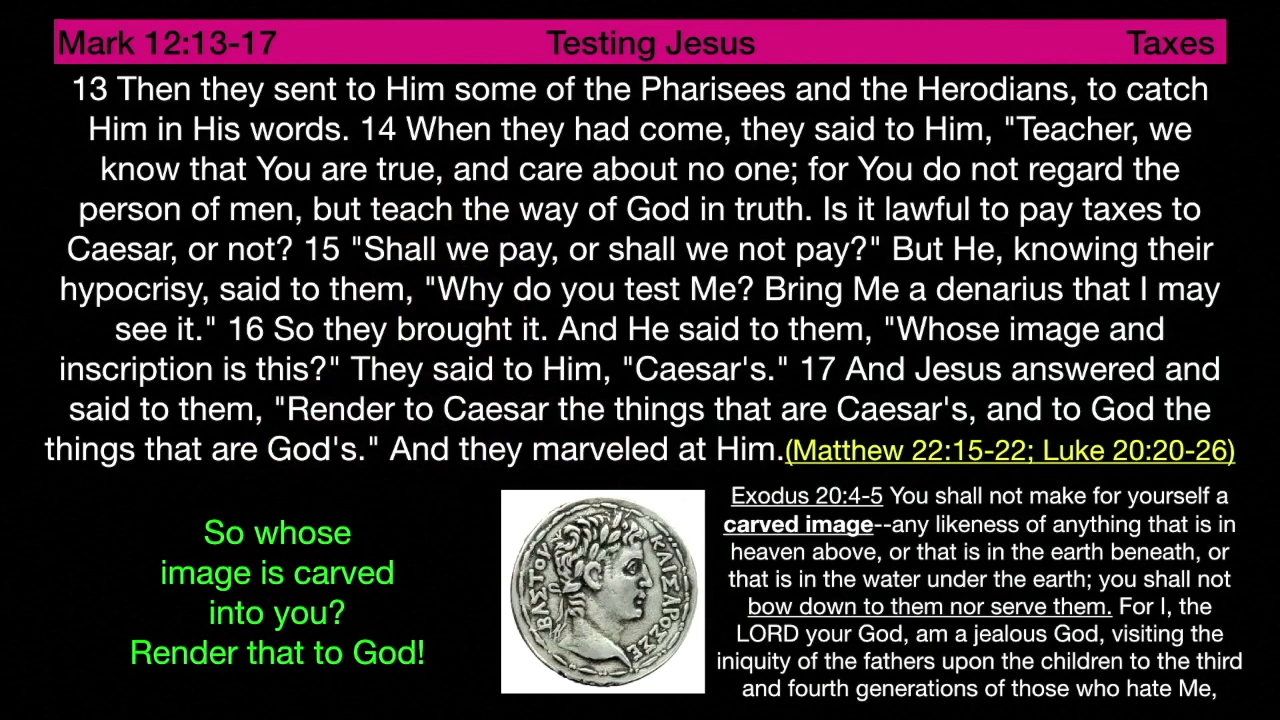 Mark 12:13-17 Testing Jesus Taxes
13 Then they sent to Him some of the Pharisees and the Herodians, to catch
Him in His words. 14 When they had come, they said to Him, "Teacher, we
know that You are true, and care about no one; for You do not regard the
person of men, but teach the way of God in truth. Is it lawful to pay taxes to
Caesar, or not? 15 "Shall we pay, or shall we not pay?" But He, knowing their
hypocrisy, said to them, "Why do you test Me? Bring Me a denarius that I may
see it." 16 So they brought it. And He said to them, "Whose image and
inscription is this?" They said to Him, "Caesar's." 17 And Jesus answered and
said to them, "Render to Caesar the things that are Caesar's, and to God the
things that are God's." And they marveled at Him.(Matthew 22:15-22; Luke 20:20-26)
So whose
image is carved
into you?
Render that to God!
ΚΑΙΣΑΡΟΣ ΣΕ
ΒΑΣΤΟΥ
Exodus 20:4-5 You shall not make for yourself a
carved image--any likeness of anything that is in
heaven above, or that is in the earth beneath, or
that is in the water under the earth; you shall not
bow down to them nor serve them. For I, the
LORD your God, am a jealous God, visiting the
iniquity of the fathers upon the children to the third
and fourth generations of those who hate Me,